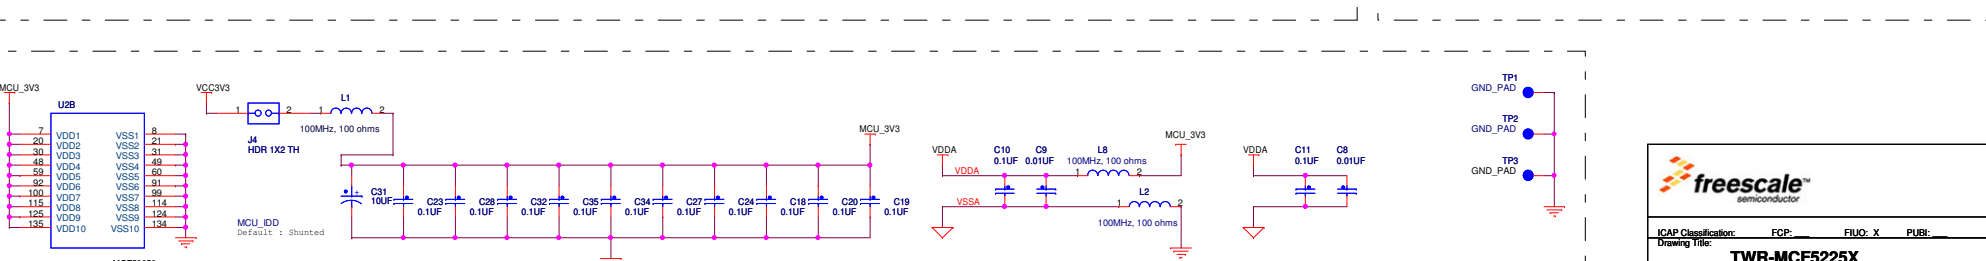 MCU_3V3
U2B
7 VDD1 VSS1 8
20 VDD2 VSS2 21
30 VDD3 VSS3 31
48 VDD4 VSS4 49
59 VDD5 VSS5 60
92 VDD6 VSS6 91
100 VDD7 VSS7 99
115 VDD8 VSS8 114
125 VDD9 VSS9 124
135 VDD10 VSS10 134
VCC3V3
1 2
J4
HDR 1X2 TH
L1
1 2
100MHz, 100 ohms
MCU_IDD
Default : Shunted
MCU_3V3
+
C31
10UF
C23
0.1UF
C28
0.1UF
C32
0.1UF
C35
0.1UF
C34
0.1UF
C27
0.1UF
C24
0.1UF
C18
0.1UF
C20
0.1UF
C19
0.1UF
VDDA
VDDA
VSSA
C10
0.1UF
C9
0.01UF
L8
100MHz, 100 ohms
1 2
MCU_3V3
L2
1 2
100MHz, 100 ohms
VDDA
C11
0.1UF
C8
0.01UF
TP1
GND_PAD
TP2
GND_PAD
TP3
GND_PAD
freescale™
semiconductor
ICAP Classification: FCP: ___ FIUO: X PUBI: ___
Drawing Title:
TWR-MCF5225X